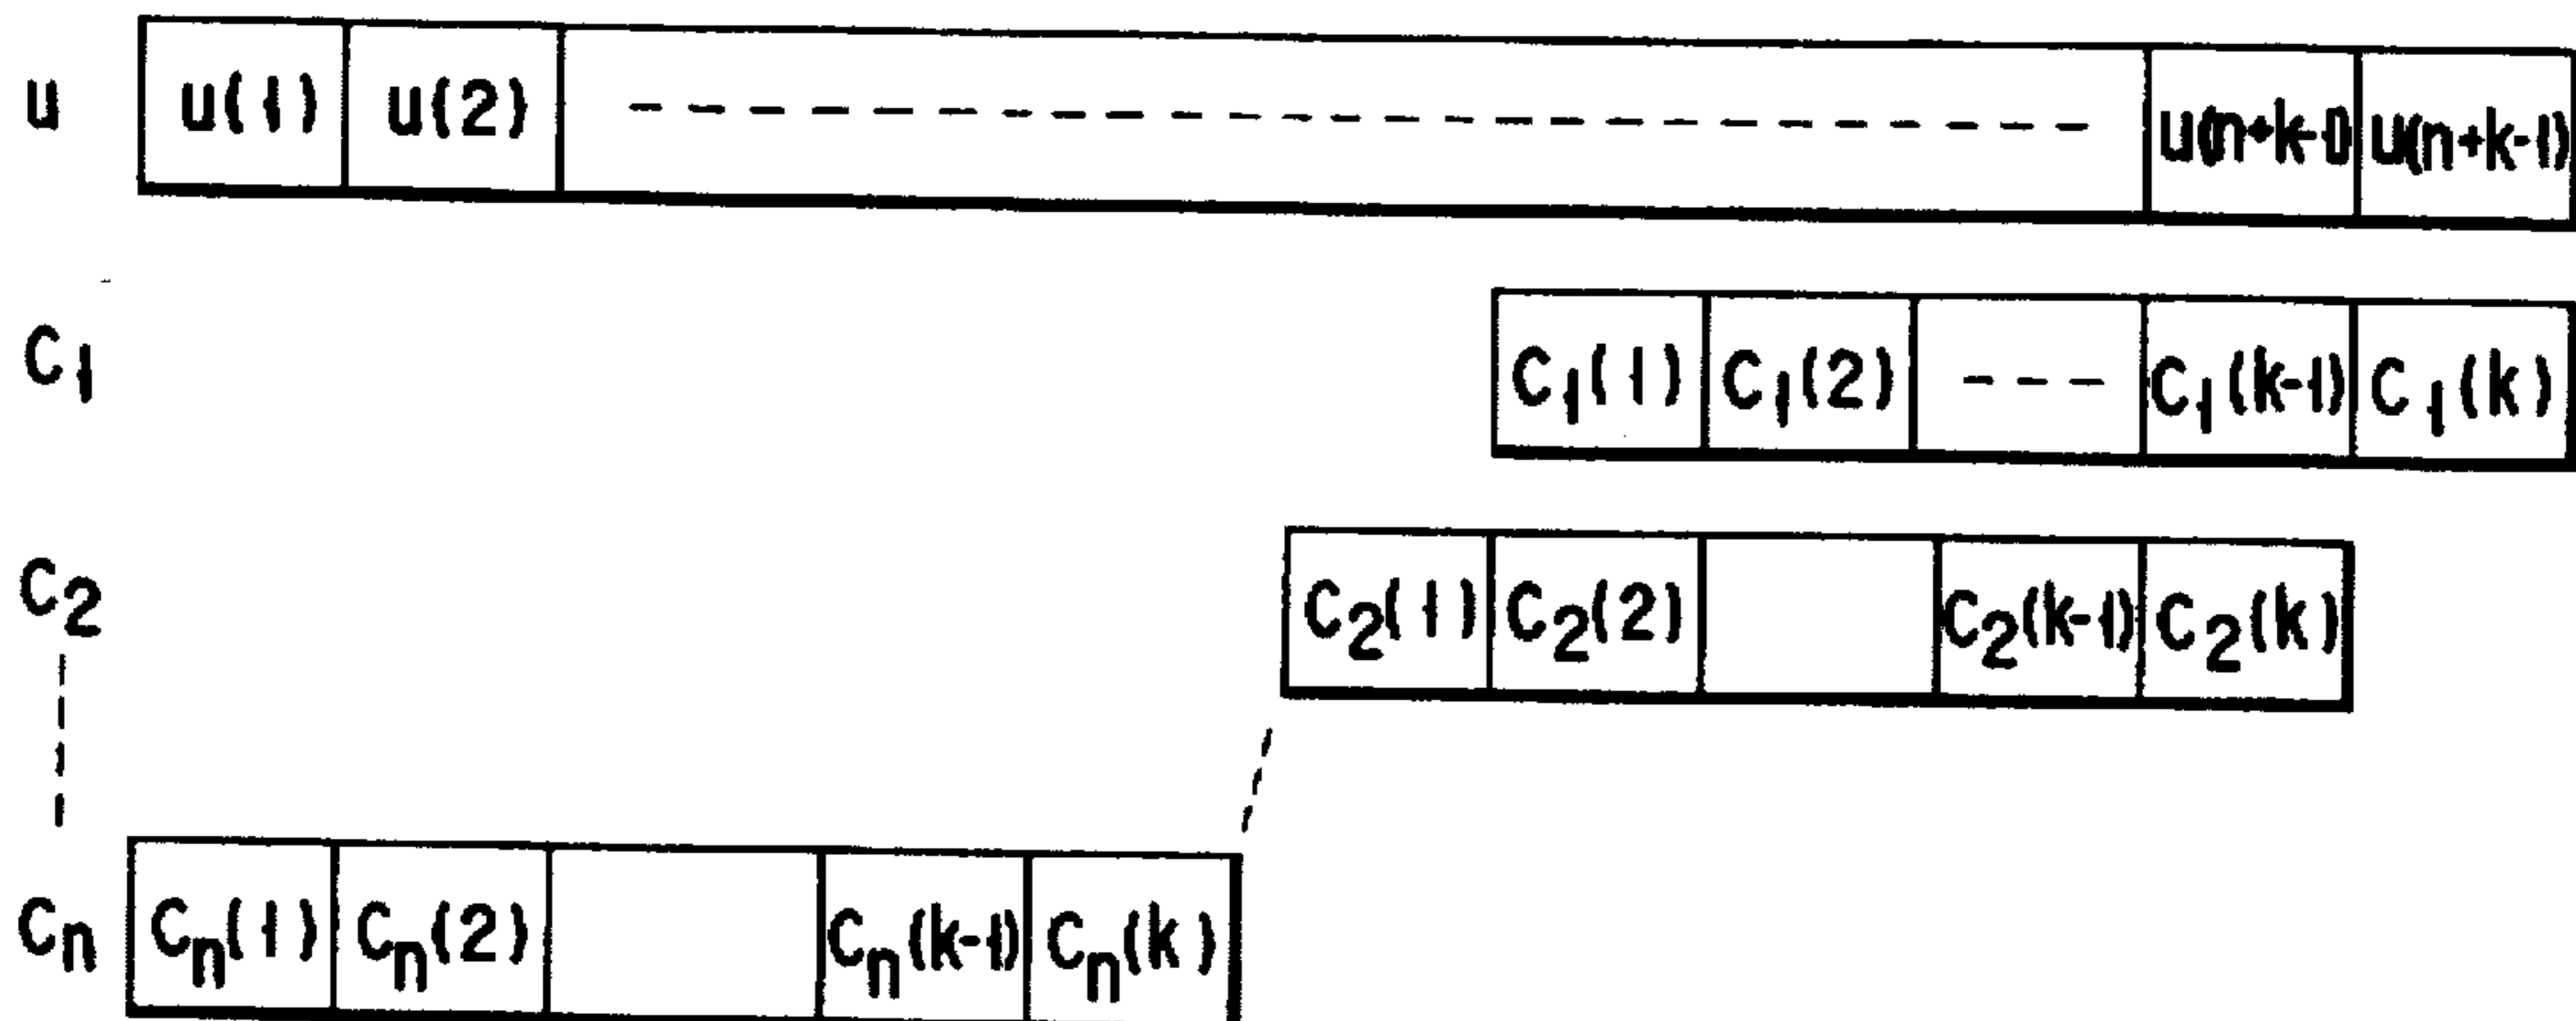 u u(1) u(2) u(n+k-1) u(n+k-1)
C1 C1(1) C1(2) C1(k-1) C1(k)
C2 C2(1) C2(2) C2(k-1) C2(k)
Cn Cn(1) Cn(2) Cn(k-1) Cn(k)